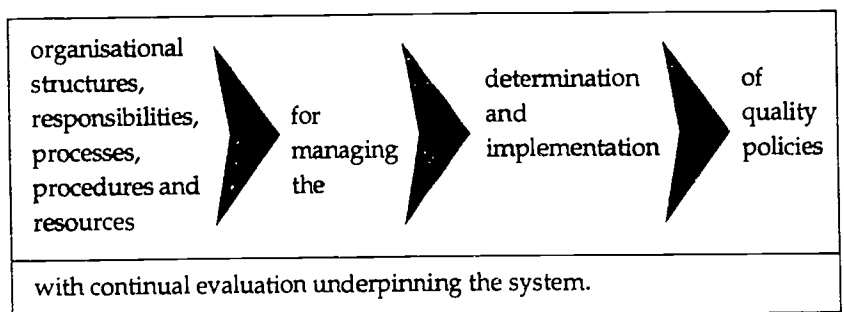 organisational
structures,
responsibilities,
processes,
procedures and
resources
for
managing
the
determination
and
implementation
of
quality
policies
with continual evaluation underpinning the system.